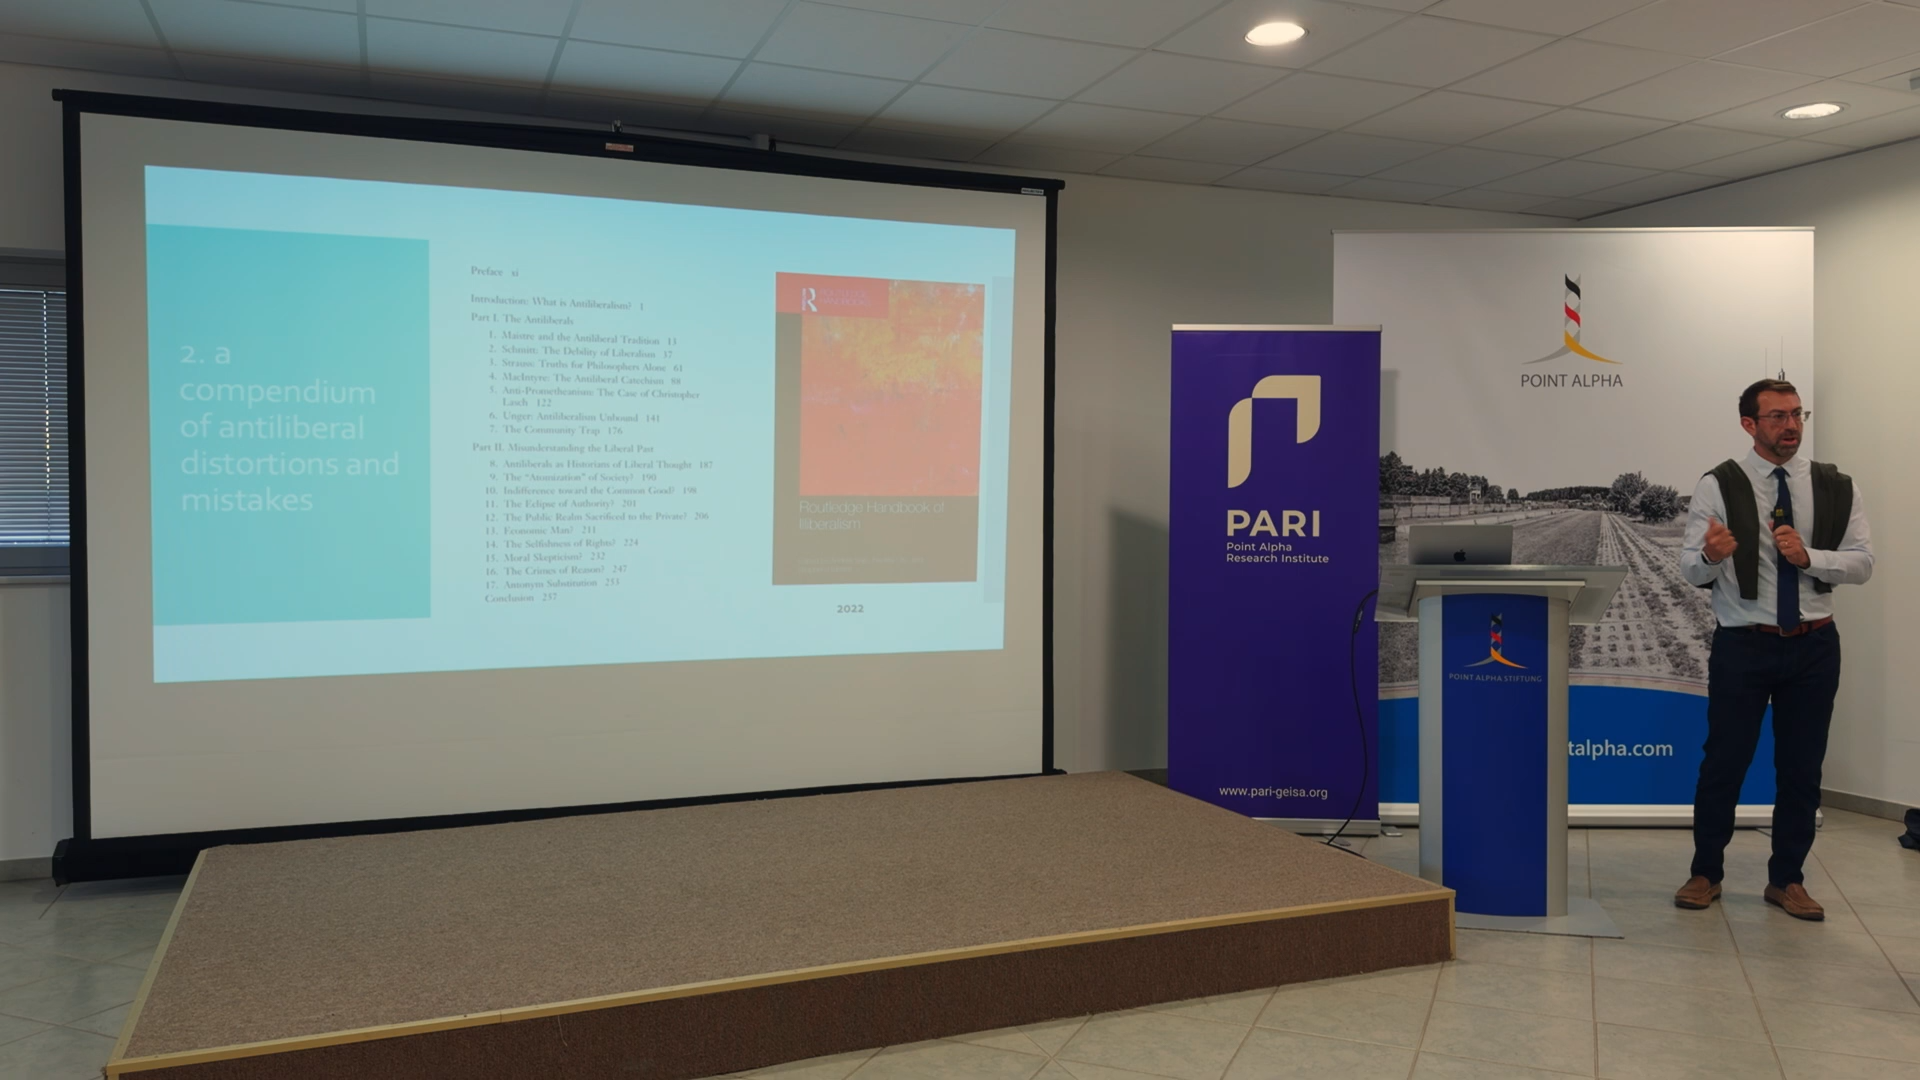 2. a
compendium
of antiliberal
distortions and
mistakes
Preface xi
Introduction: What is Antiliberalism? 1
Part I. The Antiliberals
1. Maistre and the Antiliberal Tradition 13
2. Schmitt: The Debility of Liberalism 37
3. Strauss: Truths for Philosophers Alone 61
4. MacIntyre: The Antiliberal Catechism 88
5. Anti-Prometheanism: The Case of Christopher
Lasch 122
6. Unger: Antiliberalism Unbound 141
7. The Community Trap 176
Part II. Misunderstanding the Liberal Past
8. Antiliberals as Historians of Liberal Thought 187
9. The "Atomization" of Society? 190
10. Indifference toward the Common Good? 198
11. The Eclipse of Authority? 201
12. The Public Realm Sacrificed to the Private? 206
13. Economic Man? 211
14. The Selfishness of Rights? 224
15. Moral Skepticism? 232
16. The Crimes of Reason? 247
17. Antonym Substitution 253
Conclusion 257
R
Routledge Handbook of
Illiberalism
2022
PARI
Point Alpha
Research Institute
www.pari-geisa.org
POINT ALPHA
POINT ALPHA STIFTUNG
talpha.com